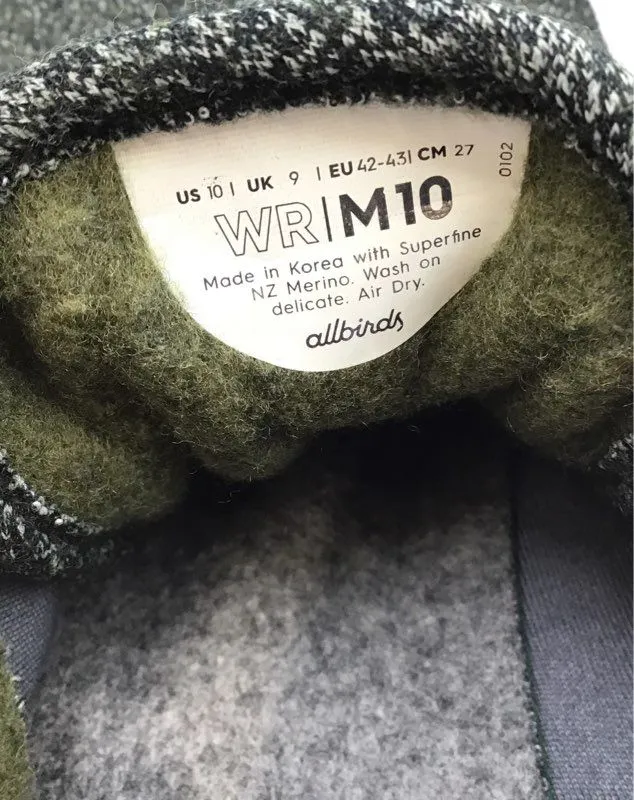 US 10 | UK 9 | EU 42-43| CM 27
0102
WR|M10
Made in Korea with Superfine
NZ Merino. Wash on
delicate. Air Dry.
allbirds